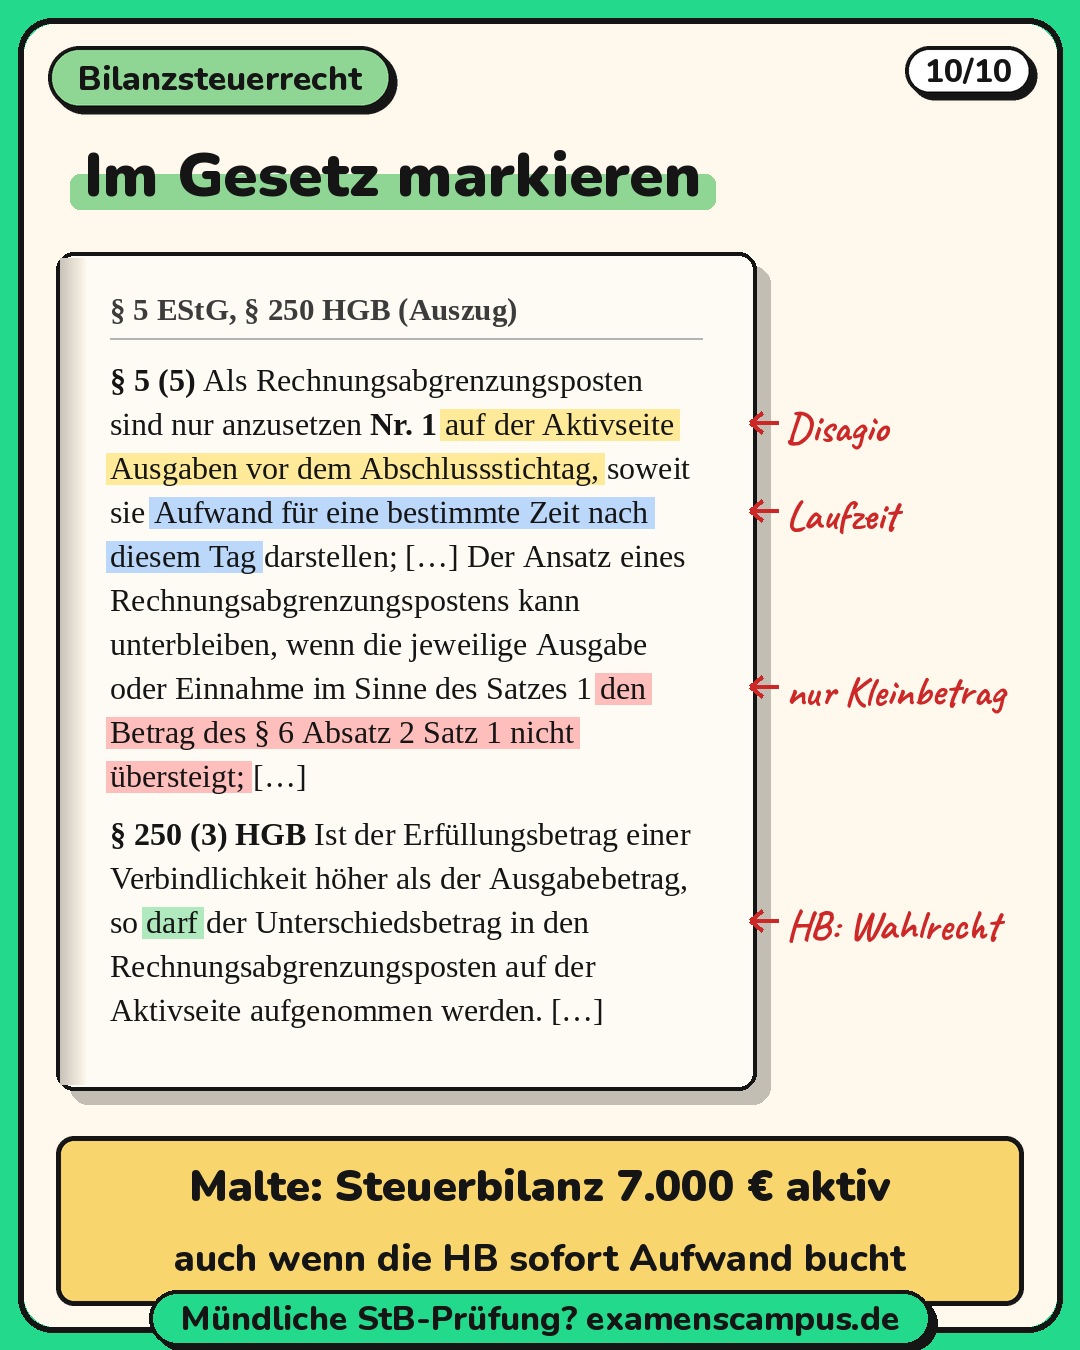 Bilanzsteuerrecht
10/10
Im Gesetz markieren
§ 5 EStG, § 250 HGB (Auszug)
§ 5 (5) Als Rechnungsabgrenzungsposten
sind nur anzusetzen Nr. 1 auf der Aktivseite
Ausgaben vor dem Abschlussstichtag, soweit
sie Aufwand für eine bestimmte Zeit nach
diesem Tag darstellen; […] Der Ansatz eines
Rechnungsabgrenzungspostens kann
unterbleiben, wenn die jeweilige Ausgabe
oder Einnahme im Sinne des Satzes 1 den
Betrag des § 6 Absatz 2 Satz 1 nicht
übersteigt; […]
§ 250 (3) HGB Ist der Erfüllungsbetrag einer
Verbindlichkeit höher als der Ausgabebetrag,
so darf der Unterschiedsbetrag in den
Rechnungsabgrenzungsposten auf der
Aktivseite aufgenommen werden. […]
Disagio
Laufzeit
nur Kleinbetrag
HB: Wahlrecht
Malte: Steuerbilanz 7.000 € aktiv
auch wenn die HB sofort Aufwand bucht
Mündliche StB-Prüfung? examenscampus.de